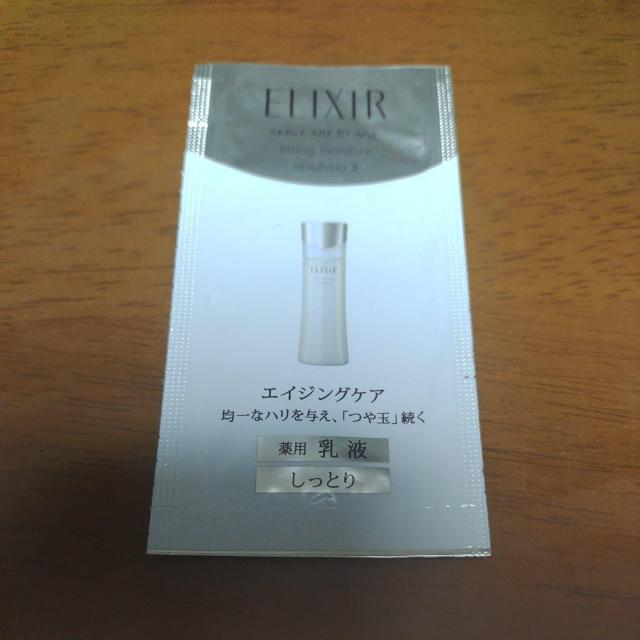 ELIXIR
SKIN CARE BY AGE
lifting moisture
emulsion II
ELIXIR
エイジングケア
均一なハリを与え、「つや玉」続く
薬用 乳液
しっとり